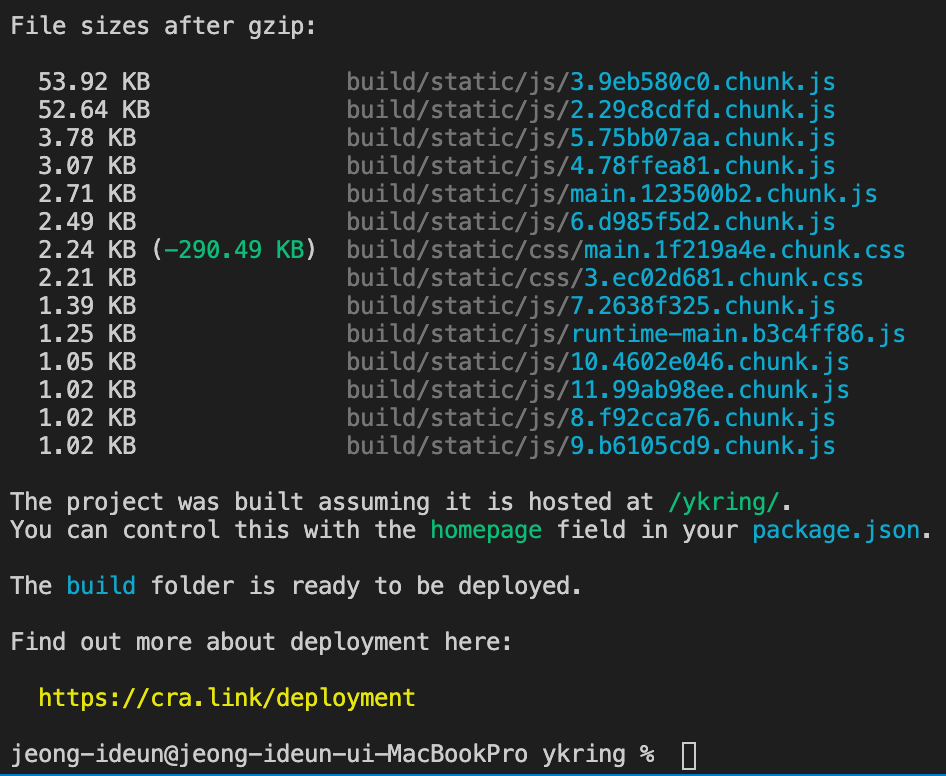 File sizes after gzip:
53.92 KB build/static/js/3.9eb580c0.chunk.js
52.64 KB build/static/js/2.29c8cdfd.chunk.js
3.78 KB build/static/js/5.75bb07aa.chunk.js
3.07 KB build/static/js/4.78ffea81.chunk.js
2.71 KB build/static/js/main.123500b2.chunk.js
2.49 KB build/static/js/6.d985f5d2.chunk.js
2.24 KB (-290.49 KB) build/static/css/main.1f219a4e.chunk.css
2.21 KB build/static/css/3.ec02d681.chunk.css
1.39 KB build/static/js/7.2638f325.chunk.js
1.25 KB build/static/js/runtime-main.b3c4ff86.js
1.05 KB build/static/js/10.4602e046.chunk.js
1.02 KB build/static/js/11.99ab98ee.chunk.js
1.02 KB build/static/js/8.f92cca76.chunk.js
1.02 KB build/static/js/9.b6105cd9.chunk.js
The project was built assuming it is hosted at /ykring/.
You can control this with the homepage field in your package.json.
The build folder is ready to be deployed.
Find out more about deployment here:
https://cra.link/deployment
jeong-ideun@jeong-ideun-ui-MacBookPro ykring %